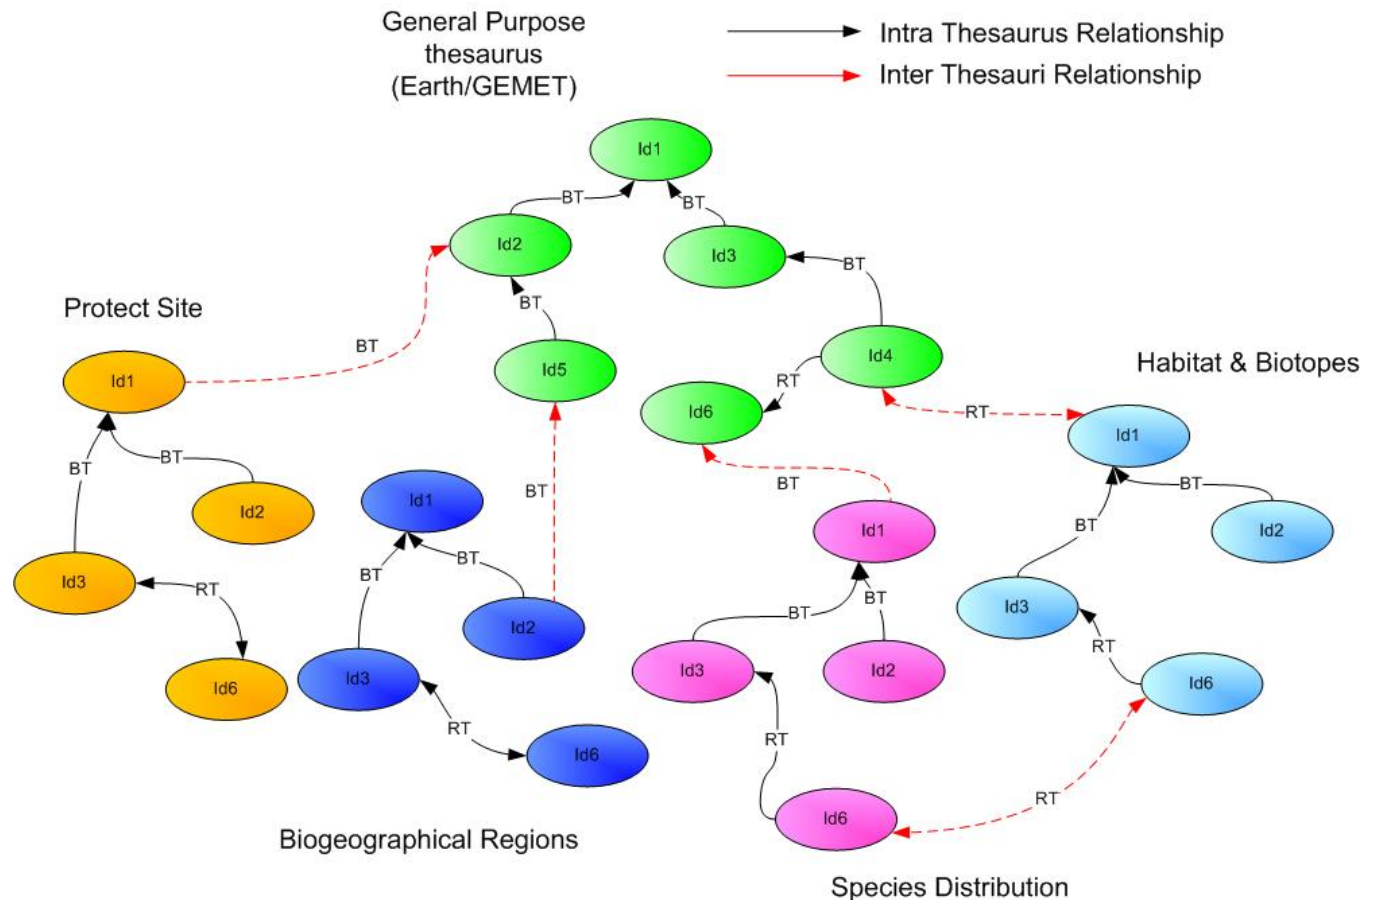 General Purpose
thesaurus
(Earth/GEMET)
Intra Thesaurus Relationship
Inter Thesauri Relationship
Id1
BT
BT
Id2
Id3
BT
BT
Protect Site
BT
Id1
Id5
RT
Id4
Habitat & Biotopes
Id6
RT
Id1
BT
BT
Id2
BT
BT
Id1
BT
Id1
BT
BT
Id2
Id3
RT
BT
BT
Id2
BT
BT
Id3
RT
Id6
Id3
RT
Id6
Id3
Id2
RT
Id6
RT
Id6
RT
Biogeographical Regions
Species Distribution